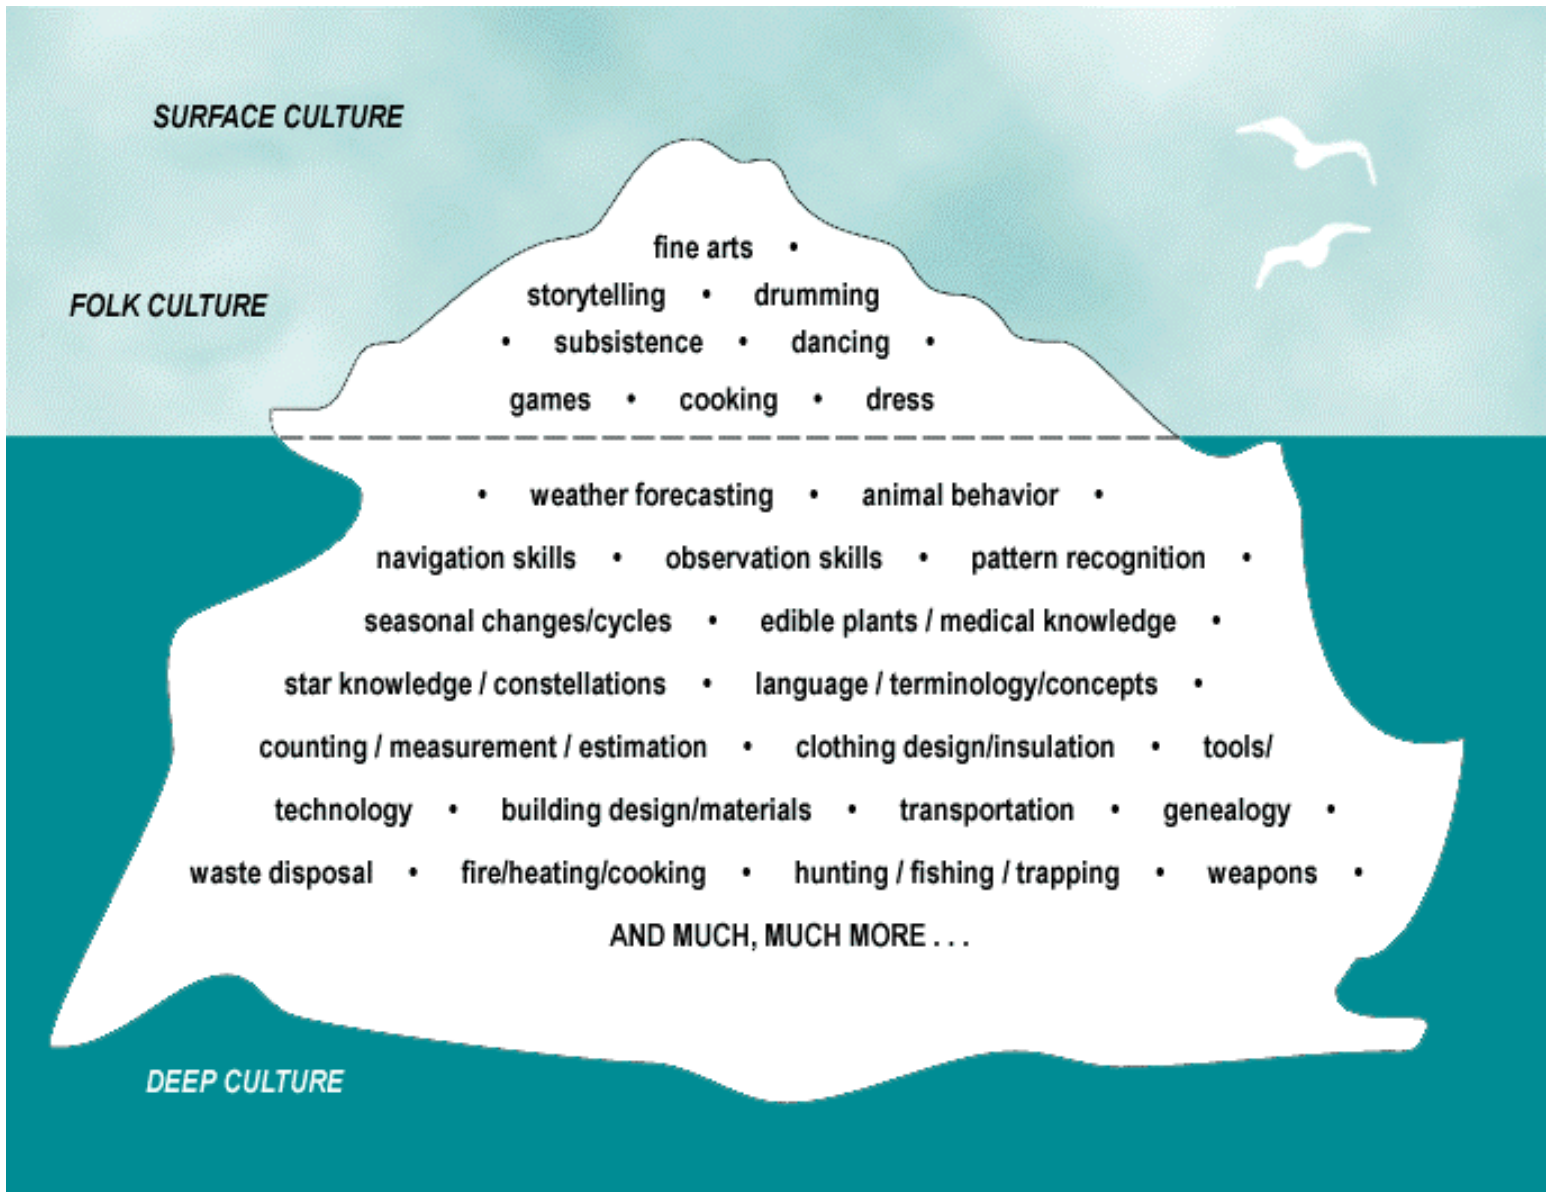 SURFACE CULTURE
fine arts •
FOLK CULTURE
storytelling • drumming
• subsistence • dancing •
games • cooking • dress
• weather forecasting • animal behavior •
navigation skills • observation skills • pattern recognition •
seasonal changes/cycles • edible plants / medical knowledge •
star knowledge / constellations • language / terminology/concepts •
counting / measurement / estimation • clothing design/insulation • tools/
technology • building design/materials • transportation • genealogy •
waste disposal • fire/heating/cooking • hunting / fishing / trapping • weapons •
AND MUCH, MUCH MORE . . .
DEEP CULTURE